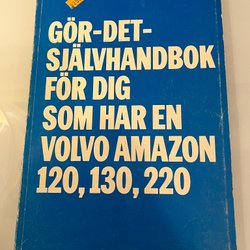 GÖR-DET-
SJÄLVHANDBOK
FÖR DIG
SOM HAR EN
VOLVO AMAZON
120, 130, 220